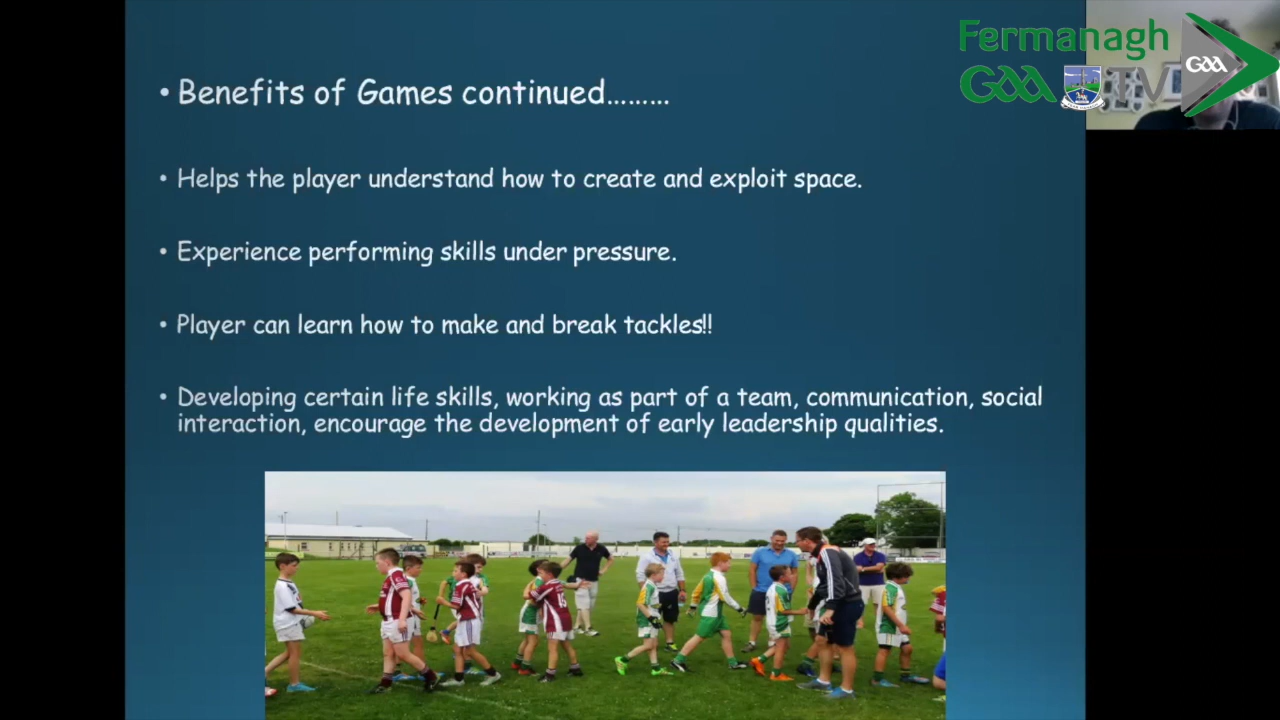 Fermanagh
GAA TV
GAA
• Benefits of Games continued.........
• Helps the player understand how to create and exploit space.
• Experience performing skills under pressure.
• Player can learn how to make and break tackles!!
• Developing certain life skills, working as part of a team, communication, social
interaction, encourage the development of early leadership qualities.